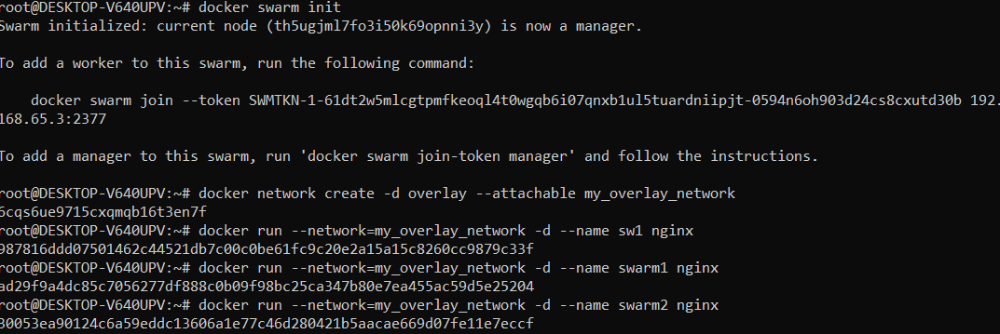 root@DESKTOP-V640UPV:~# docker swarm init
Swarm initialized: current node (th5ugjml7fo3i50k69opnni3y) is now a manager.
To add a worker to this swarm, run the following command:
docker swarm join --token SWMTKN-1-61dt2w5mlcgtpmfkeoql4t0wgqb6i07qnxb1ul5tuardniipjt-0594n6oh903d24cs8cxutd30b 192.
168.65.3:2377
To add a manager to this swarm, run 'docker swarm join-token manager' and follow the instructions.
root@DESKTOP-V640UPV:~# docker network create -d overlay --attachable my_overlay_network
6cqs6ue9715cxqmqb16t3en7f
root@DESKTOP-V640UPV:~# docker run --network=my_overlay_network -d --name sw1 nginx
987816ddd07501462c44521db7c00c0be61fc9c20e2a15a15c8260cc9879c33f
root@DESKTOP-V640UPV:~# docker run --network=my_overlay_network -d --name swarm1 nginx
ad29f9a4dc85c7056277df888c0b09f98bc25ca347b80e7ea455ac59d5e25204
root@DESKTOP-V640UPV:~# docker run --network=my_overlay_network -d --name swarm2 nginx
30053ea90124c6a59eddc13606a1e77c46d280421b5aacae669d07fe11e7eccf